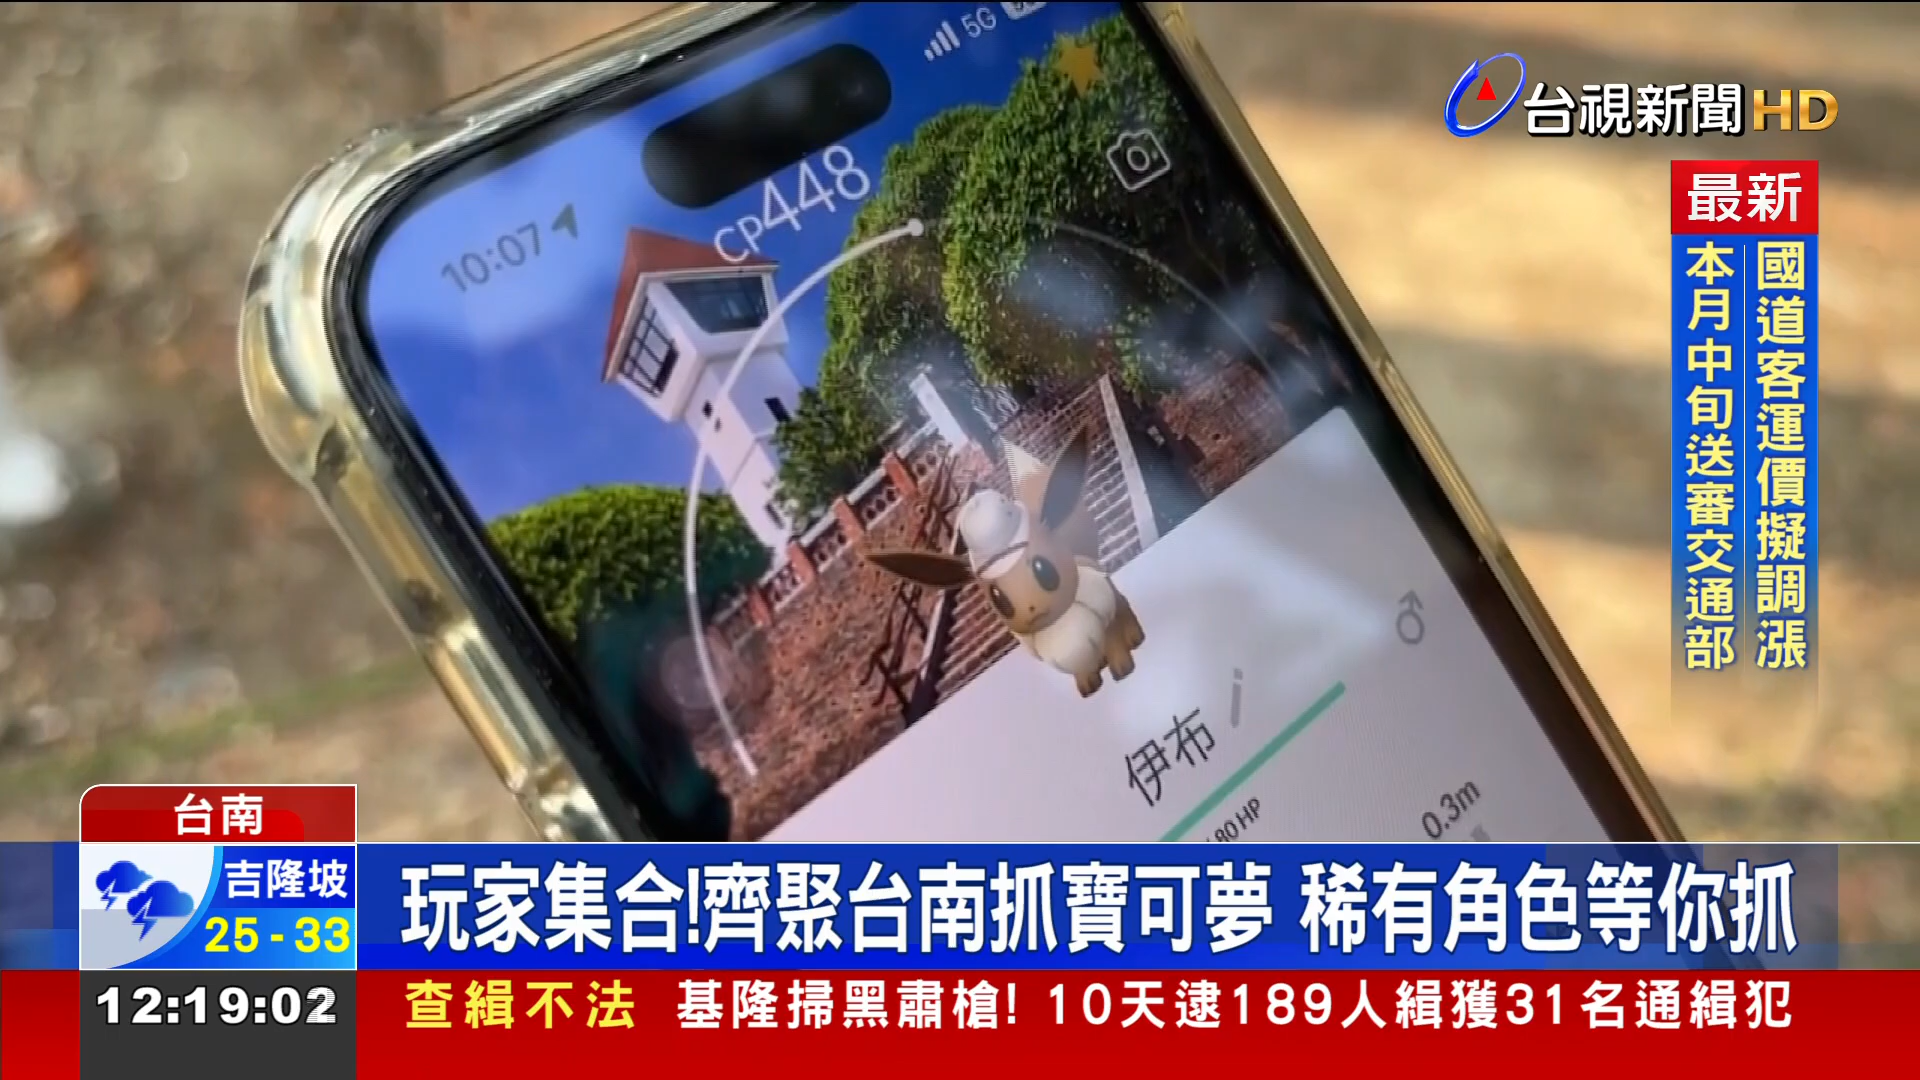 5G
10:07
CP448
台視新聞HD
最新
國道客運價擬調漲
本月中旬送審交通部
伊布
80 HP
0.3m
台南
吉隆坡
25-33
玩家集合!齊聚台南抓寶可夢 稀有角色等你抓
12:19:02
查緝不法 基隆掃黑肅槍! 10天逮189人緝獲31名通緝犯